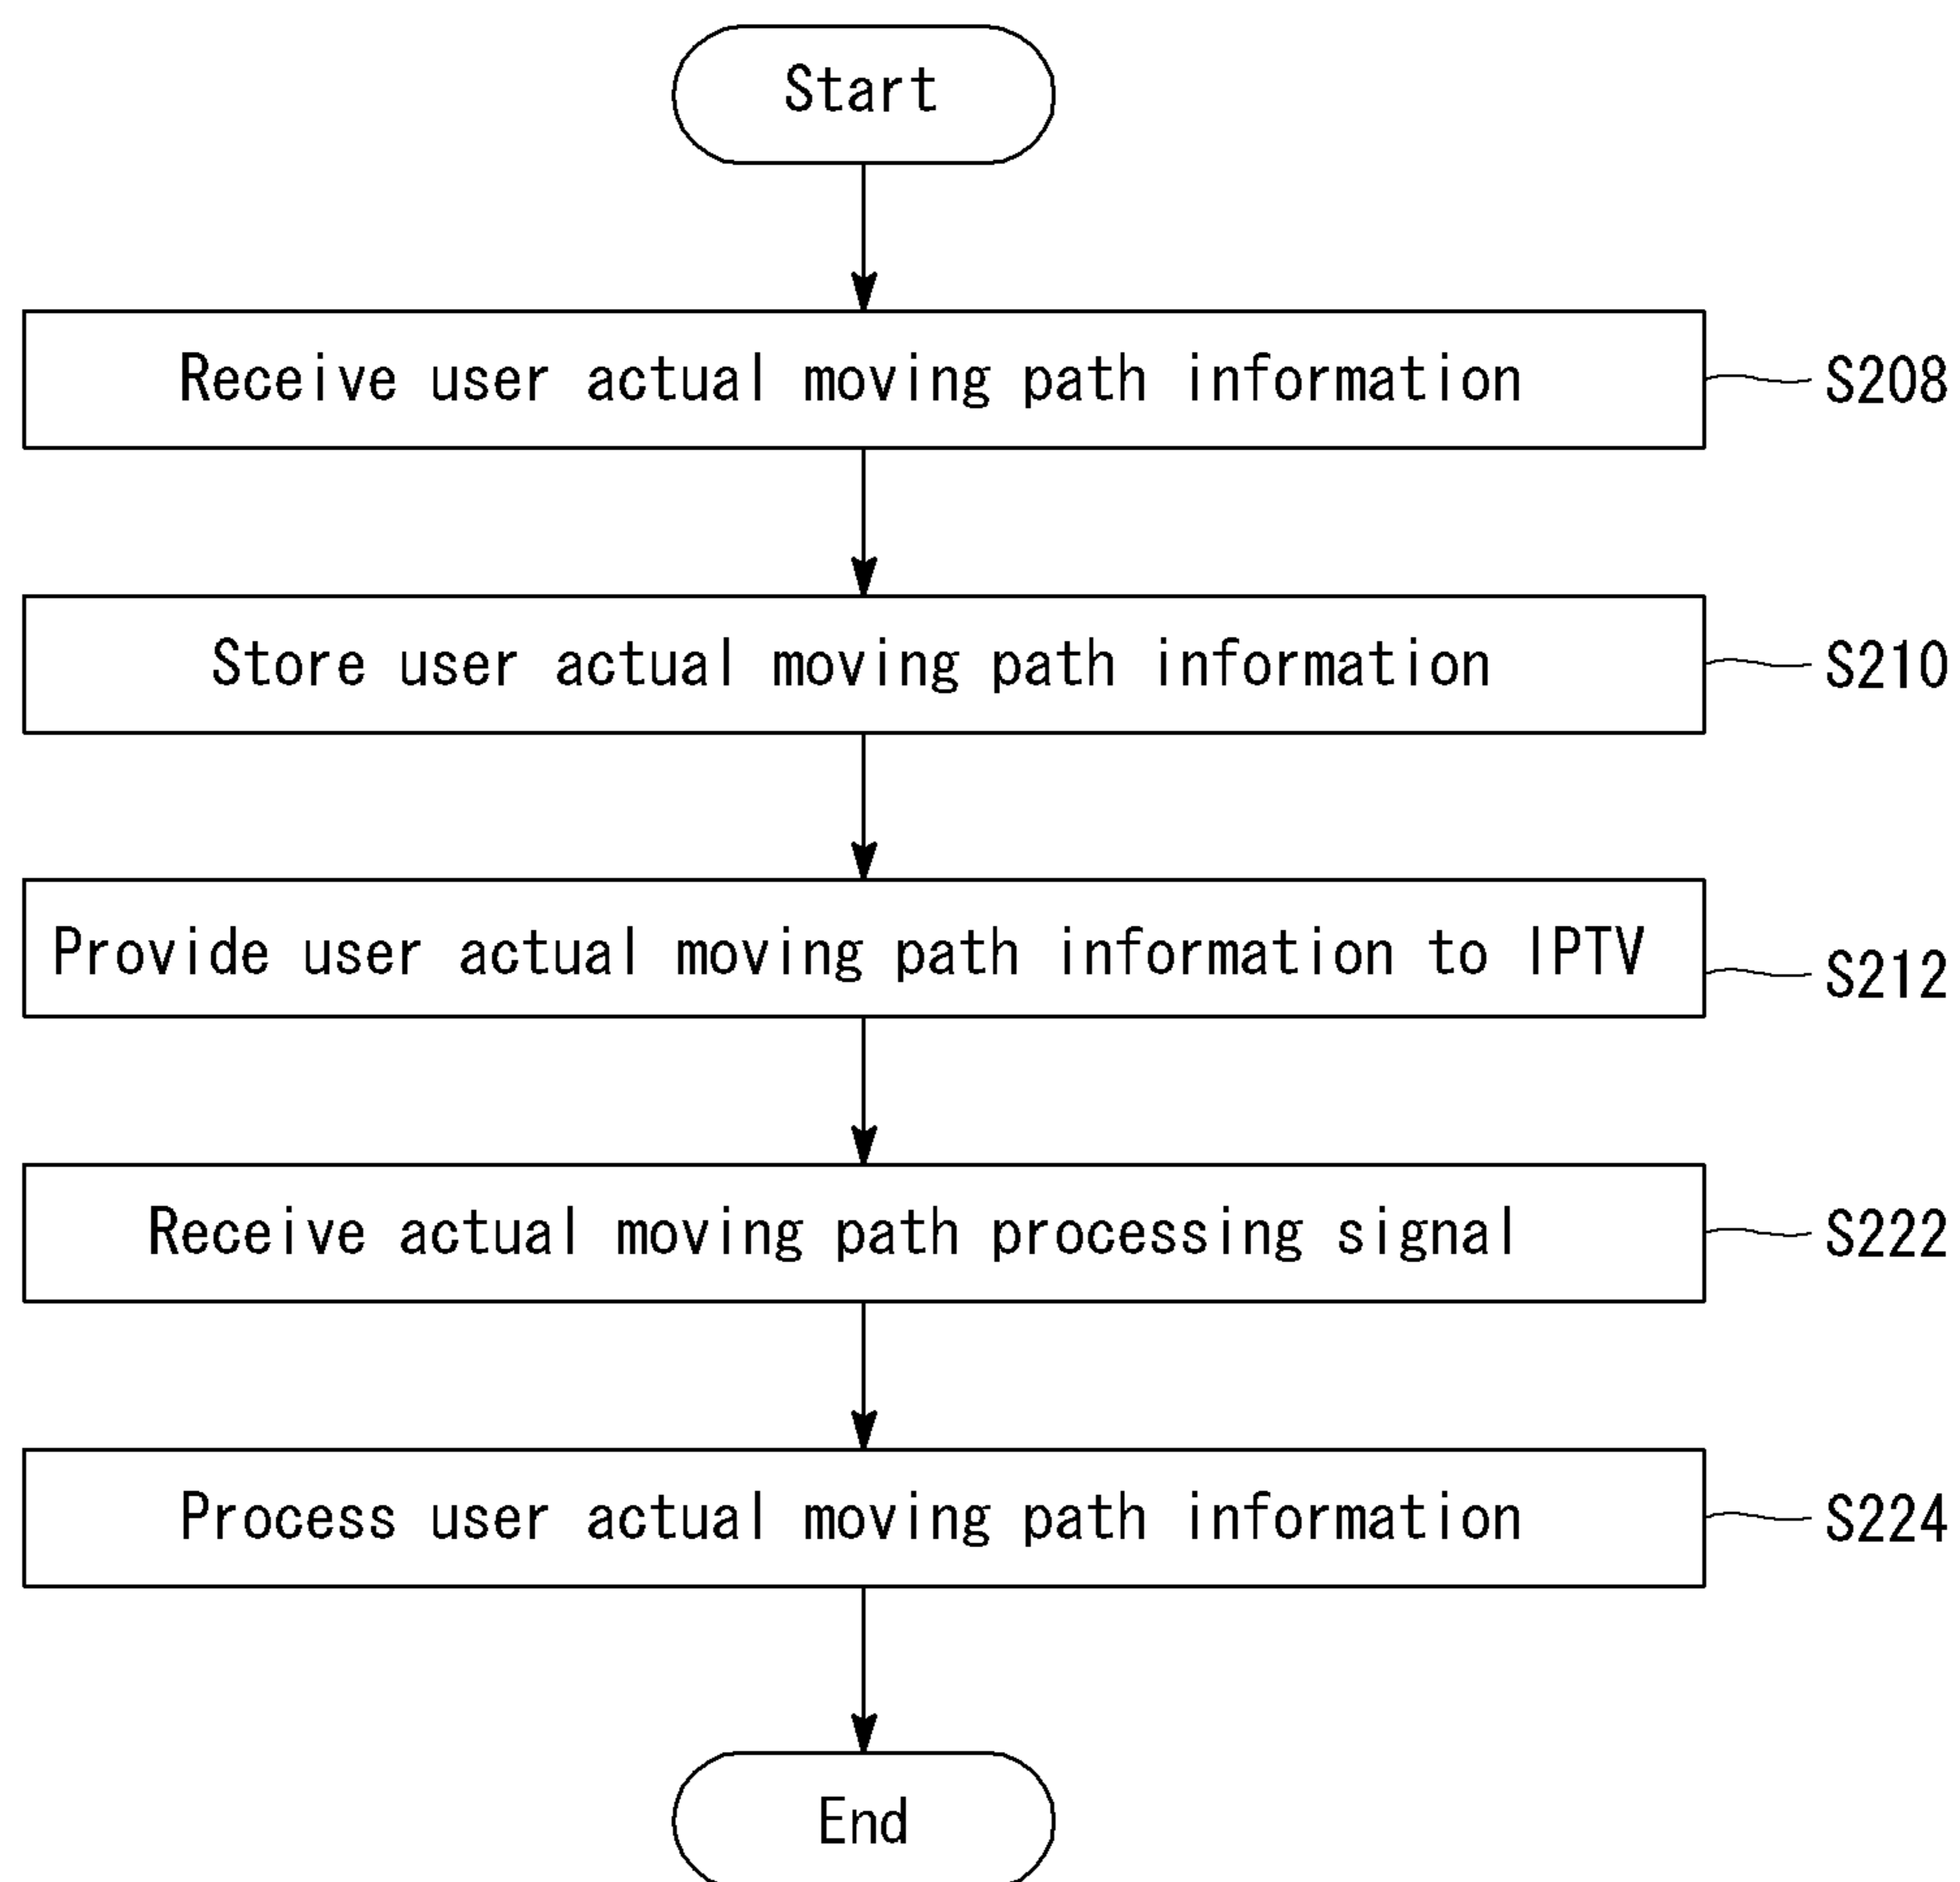 Start
Receive user actual moving path information
S208
Store user actual moving path information
S210
Provide user actual moving path information to IPTV
S212
Receive actual moving path processing signal
S222
Process user actual moving path information
S224
End